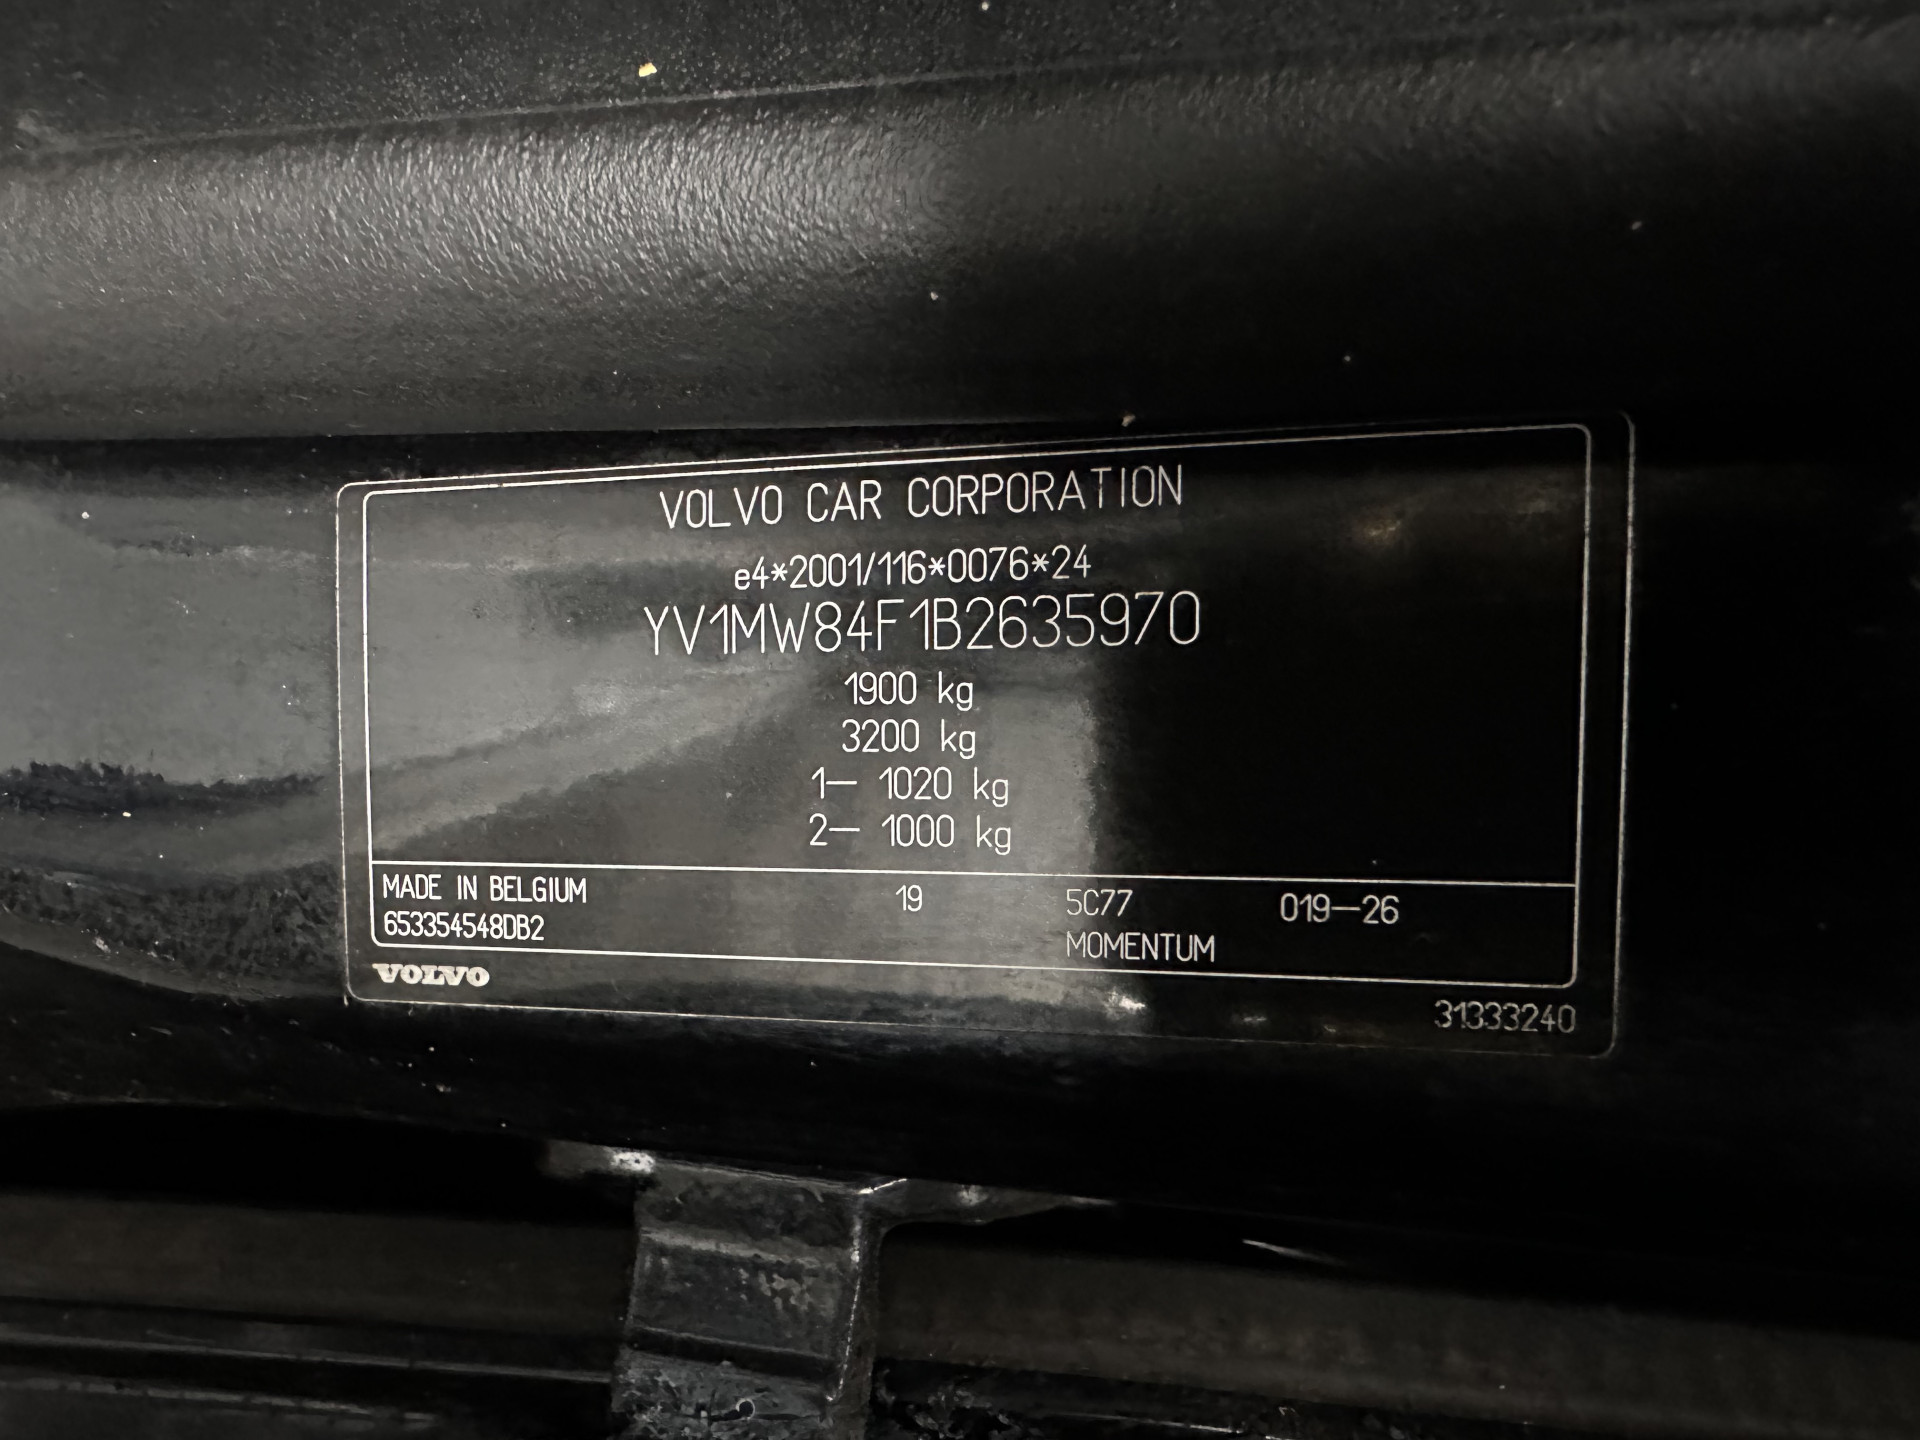 VOLVO CAR CORPORATION
e4*2001/116*0076*24
YV1MW84F1B2635970
1900 kg
3200 kg
1— 1020 kg
2— 1000 kg
MADE IN BELGIUM 19 5C77 019—26
653354548DB2 MOMENTUM
VOLVO
31333240